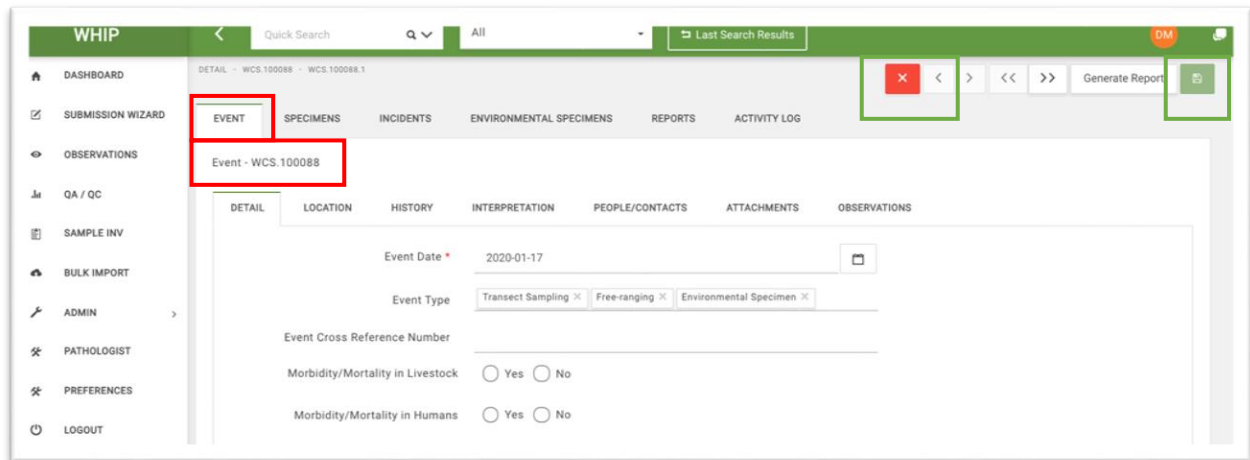 WHIP
Quick Search
All
Last Search Results
DM
DASHBOARD
SUBMISSION WIZARD
OBSERVATIONS
QA / QC
SAMPLE INV
BULK IMPORT
ADMIN
PATHOLOGIST
PREFERENCES
LOGOUT
DETAIL - WCS.100088 - WCS.100088.1
< > << >> Generate Report
EVENT SPECIMENS INCIDENTS ENVIRONMENTAL SPECIMENS REPORTS ACTIVITY LOG
Event - WCS.100088
DETAIL LOCATION HISTORY INTERPRETATION PEOPLE/CONTACTS ATTACHMENTS OBSERVATIONS
Event Date * 2020-01-17
Event Type Transect Sampling × Free-ranging × Environmental Specimen ×
Event Cross Reference Number
Morbidity/Mortality in Livestock Yes No
Morbidity/Mortality in Humans Yes No